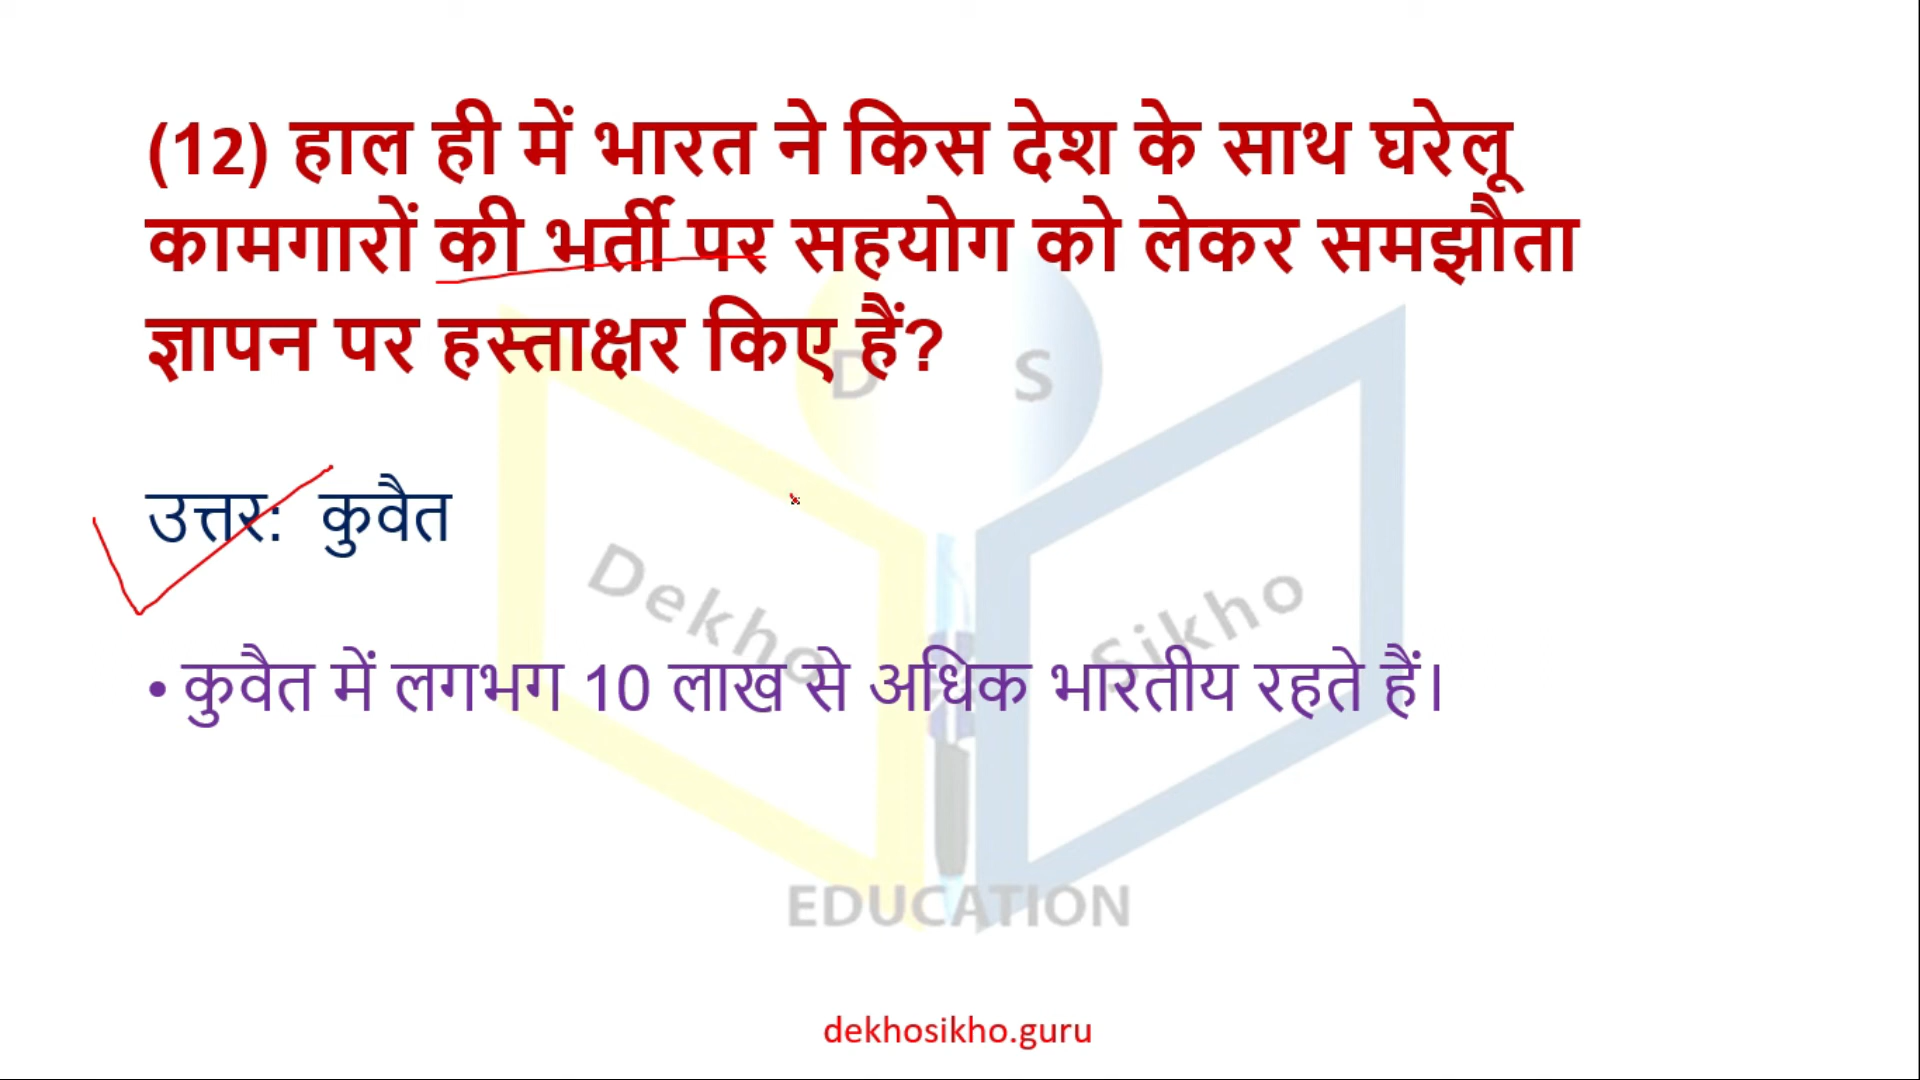 (12) हाल ही में भारत ने किस देश के साथ घरेलू
कामगारों की भर्ती पर सहयोग को लेकर समझौता
ज्ञापन पर हस्ताक्षर किए हैं?
D S
उत्तर: कुवैत
Dekho Sikho
• कुवैत में लगभग 10 लाख से अधिक भारतीय रहते हैं।
EDUCATION
dekhosikho.guru